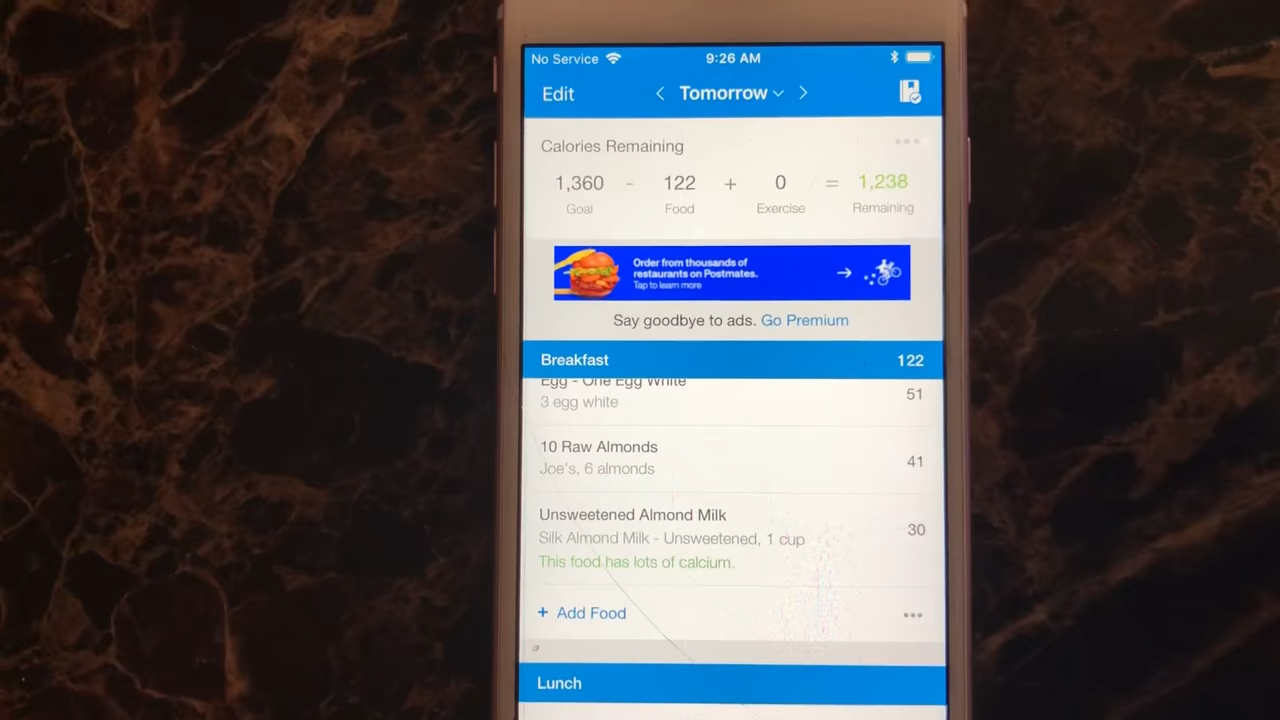 No Service 9:26 AM
Edit < Tomorrow >
Calories Remaining
1,360 - 122 + 0 = 1,238
Goal Food Exercise Remaining
Order from thousands of
restaurants on Postmates.
Tap to learn more
Say goodbye to ads. Go Premium
Breakfast 122
Egg - One Egg White
3 egg white 51
10 Raw Almonds
Joe's, 6 almonds 41
Unsweetened Almond Milk
Silk Almond Milk - Unsweetened, 1 cup 30
This food has lots of calcium.
+ Add Food
Lunch